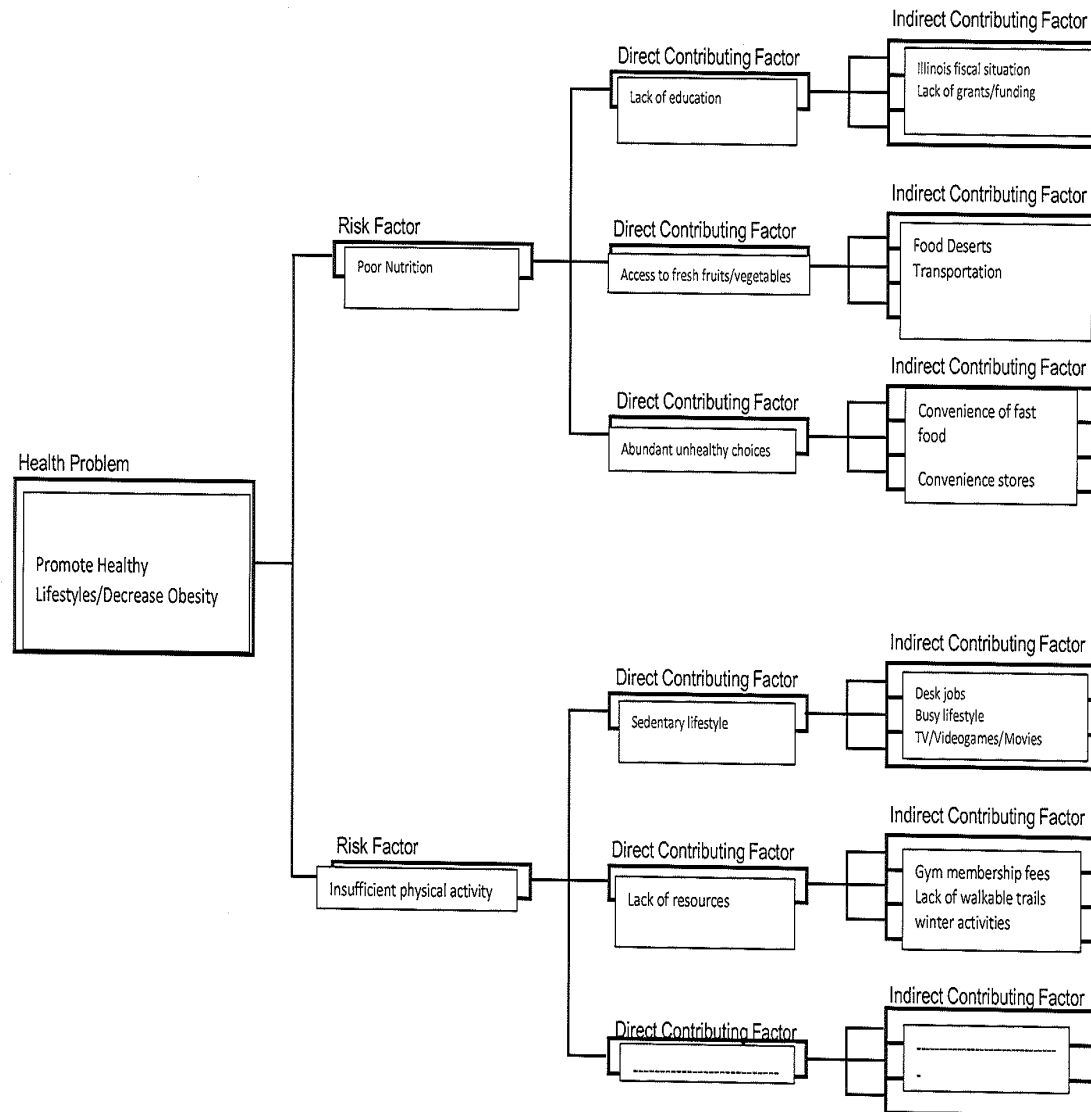 Indirect Contributing Factor
Direct Contributing Factor
Illinois fiscal situation
Lack of grants/funding
Lack of education
Indirect Contributing Factor
Risk Factor
Direct Contributing Factor
Food Deserts
Transportation
Poor Nutrition
Access to fresh fruits/vegetables
Indirect Contributing Factor
Direct Contributing Factor
Convenience of fast
food
Convenience stores
Abundant unhealthy choices
Health Problem
Promote Healthy
Lifestyles/Decrease Obesity
Indirect Contributing Factor
Direct Contributing Factor
Desk jobs
Busy lifestyle
TV/Videogames/Movies
Sedentary lifestyle
Indirect Contributing Factor
Risk Factor
Direct Contributing Factor
Gym membership fees
Lack of walkable trails
winter activities
Insufficient physical activity
Lack of resources
Indirect Contributing Factor
Direct Contributing Factor
----------------------------
-
----------------------------